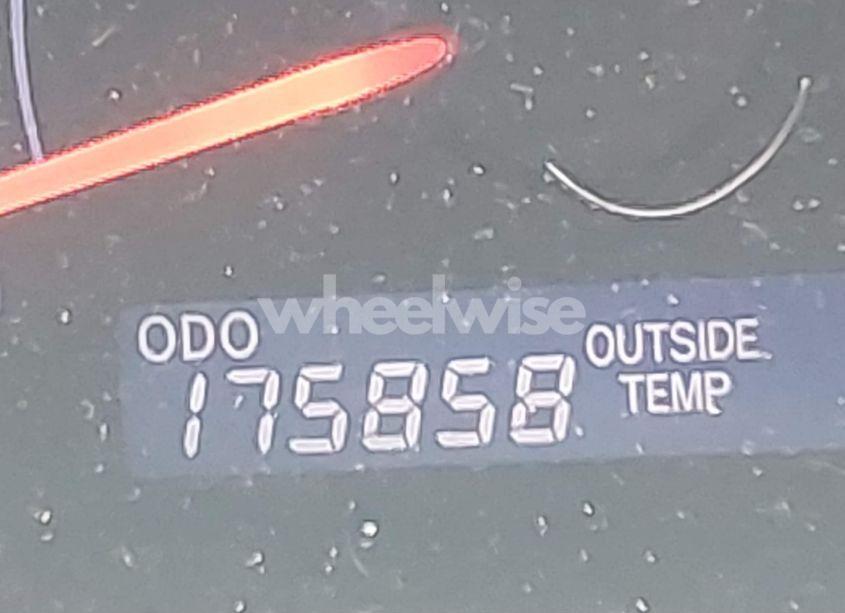 wheelwise
ODO
OUTSIDE
TEMP
175858